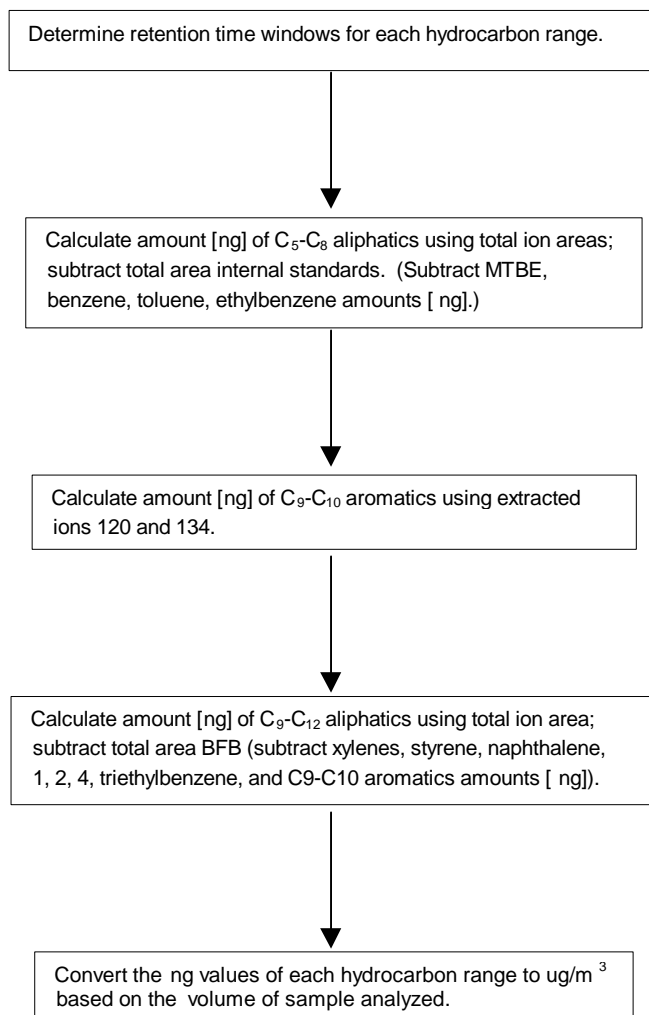 Determine retention time windows for each hydrocarbon range.
Calculate amount [ng] of C₅-C₈ aliphatics using total ion areas;
subtract total area internal standards. (Subtract MTBE,
benzene, toluene, ethylbenzene amounts [ ng].)
Calculate amount [ng] of C₉-C₁₀ aromatics using extracted
ions 120 and 134.
Calculate amount [ng] of C₉-C₁₂ aliphatics using total ion area;
subtract total area BFB (subtract xylenes, styrene, naphthalene,
1, 2, 4, triethylbenzene, and C9-C10 aromatics amounts [ ng]).
Convert the ng values of each hydrocarbon range to ug/m ³
based on the volume of sample analyzed.